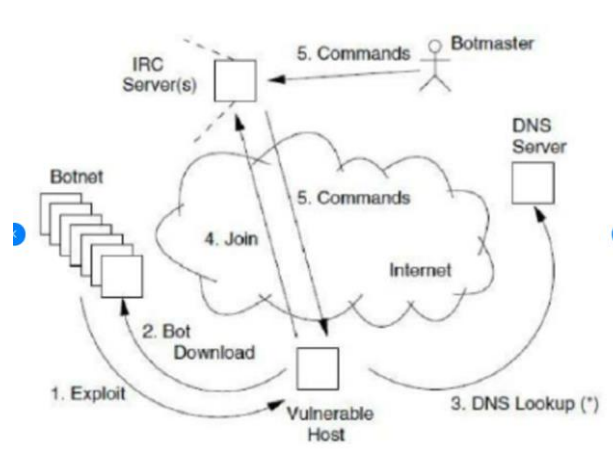 5. Commands
Botmaster
IRC
Server(s)
DNS
Server
Botnet
5. Commands
4. Join
Internet
2. Bot
Download
1. Exploit
3. DNS Lookup (*)
Vulnerable
Host